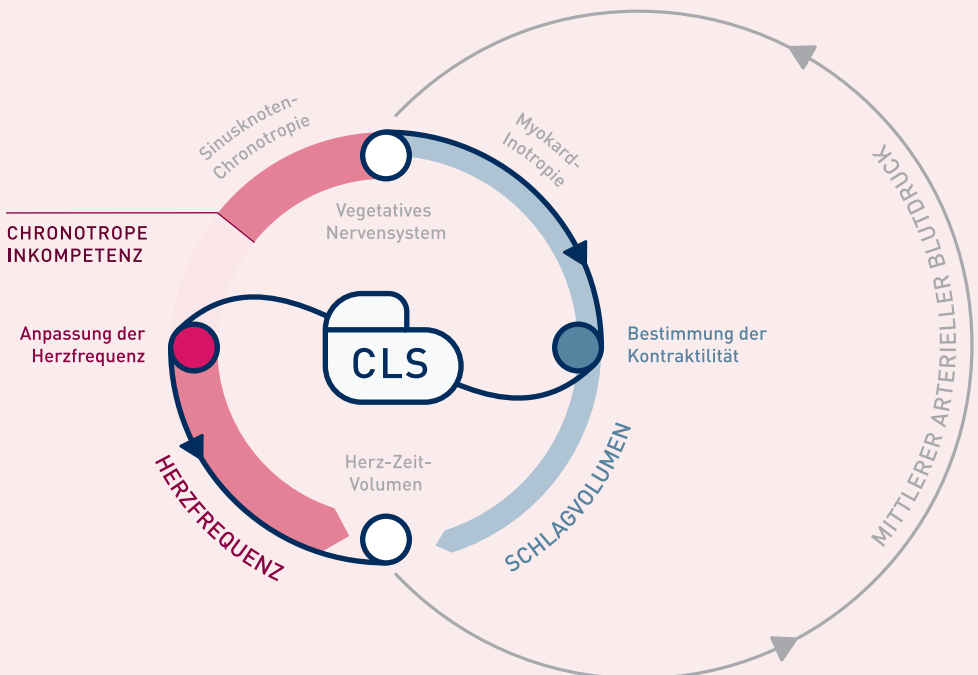 Sinusknoten-
Chronotropie
Myokard-
Inotropie
Vegetatives
Nervensystem
CHRONOTROPE
INKOMPETENZ
Anpassung der
Herzfrequenz
CLS
Bestimmung der
Kontraktilität
Herz-Zeit-
Volumen
HERZFREQUENZ
SCHLAGVOLUMEN
MITTLERER ARTERIELLER BLUTDRUCK